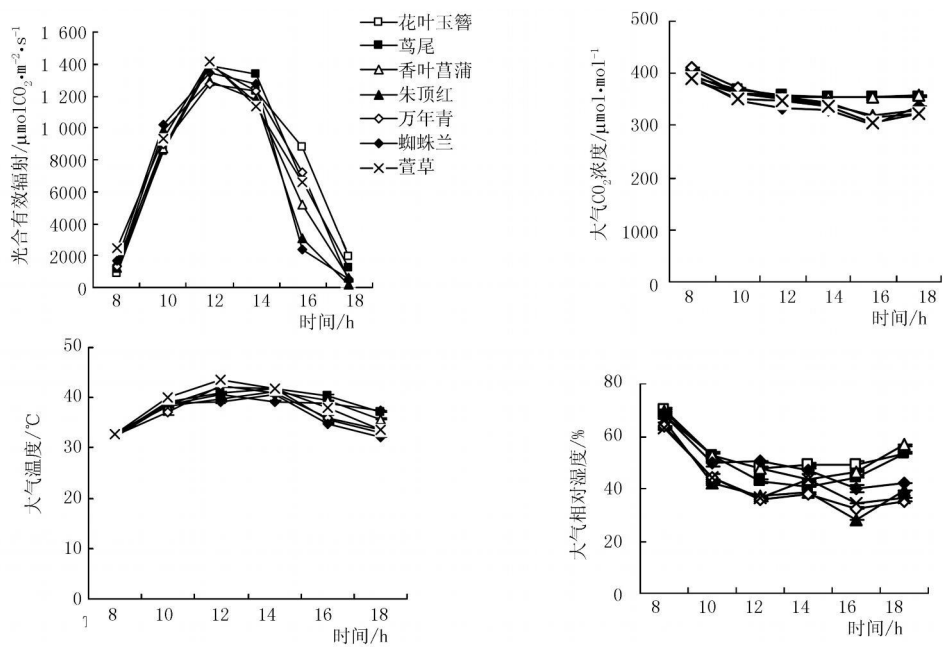 光合有效辐射/μmolCO₂•m⁻²•s⁻¹
1 600
1 400
1 200
1 000
8000
6000
4000
2000
0
8 10 12 14 16 18
时间/h
花叶玉簪
鸢尾
香叶菖蒲
朱顶红
万年青
蜘蛛兰
萱草
大气CO₂浓度/μmol•mol⁻¹
500
400
300
200
1000
0
8 10 12 14 16 18
时间/h
大气温度/℃
50
40
30
20
10
0
8 10 12 14 16 18
时间/h
大气相对湿度/%
80
60
40
20
0
8 10 12 14 16 18
时间/h